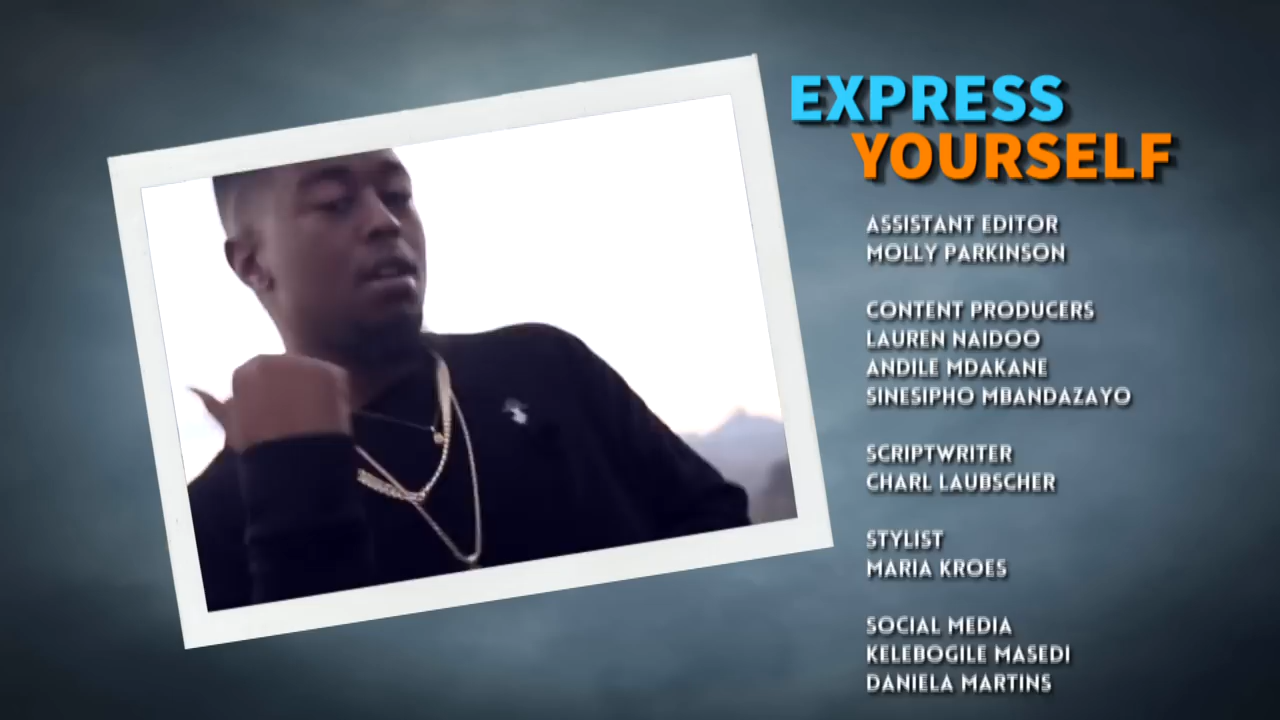 EXPRESS
YOURSELF
ASSISTANT EDITOR
MOLLY PARKINSON
CONTENT PRODUCERS
LAUREN NAIDOO
ANDILE MDAKANE
SINESIPHO MBANDAZAYO
SCRIPTWRITER
CHARL LAUBSCHER
STYLIST
MARIA KROES
SOCIAL MEDIA
KELEBOGILE MASEDI
DANIELA MARTINS